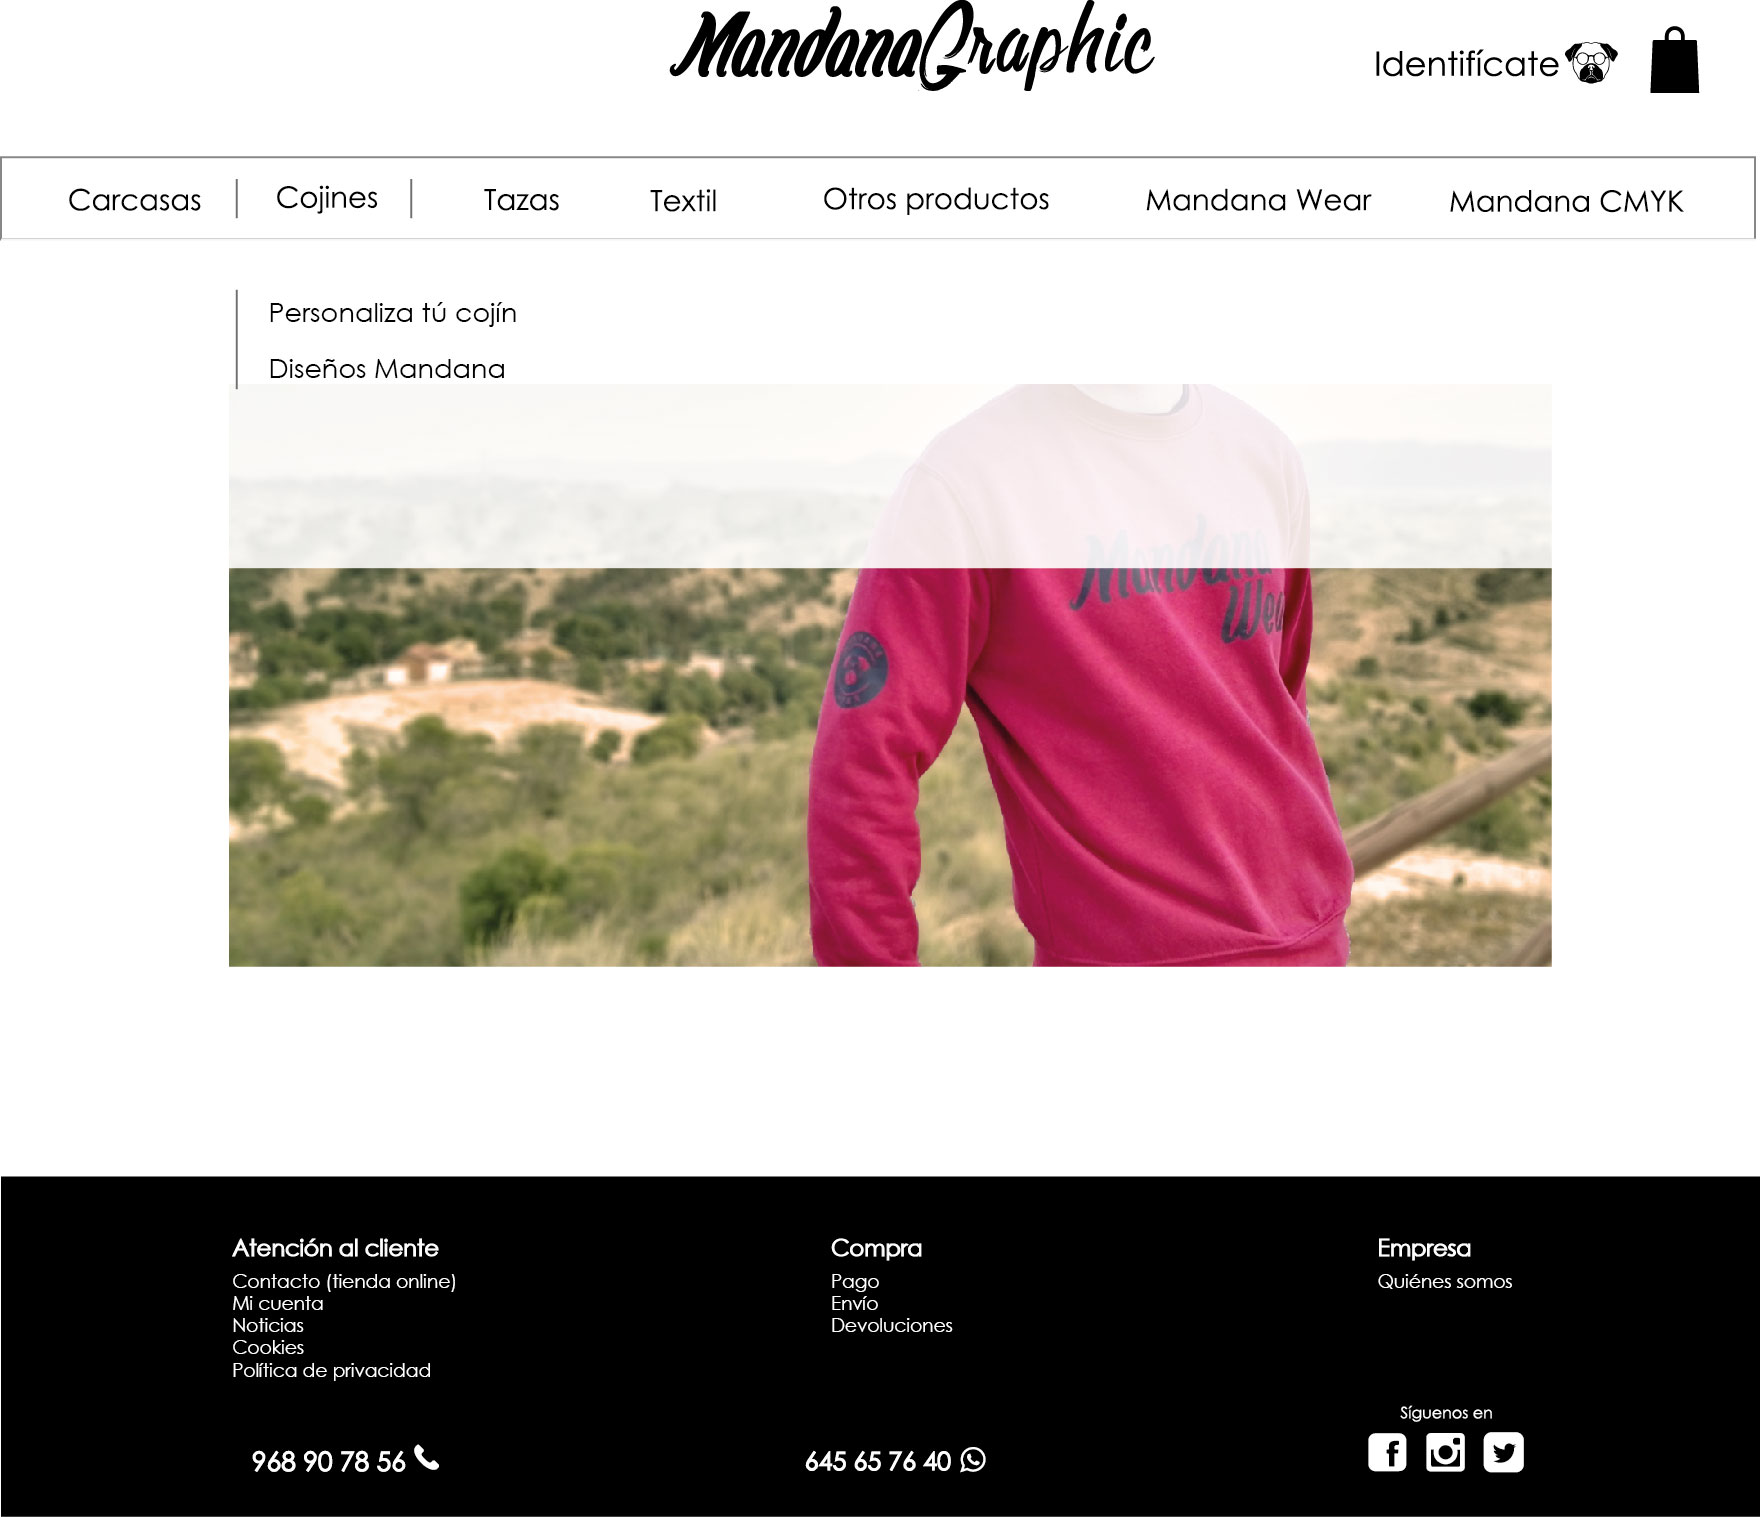 MandanaGraphic
Identifícate
Carcasas
Cojines
Tazas
Textil
Otros productos
Mandana Wear
Mandana CMYK
Personaliza tú cojín
Diseños Mandana
Mandana
Atención al cliente
Contacto (tienda online)
Mi cuenta
Noticias
Cookies
Política de privacidad
968 90 78 56
Compra
Pago
Envío
Devoluciones
645 65 76 40
Empresa
Quiénes somos
Síguenos en